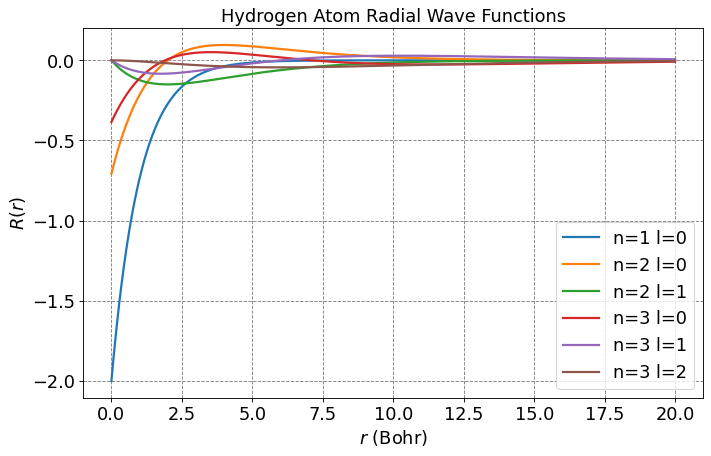 Hydrogen Atom Radial Wave Functions
0.0
−0.5
−1.0
−1.5
−2.0
R(r)
n=1 l=0
n=2 l=0
n=2 l=1
n=3 l=0
n=3 l=1
n=3 l=2
0.0 2.5 5.0 7.5 10.0 12.5 15.0 17.5 20.0
r (Bohr)